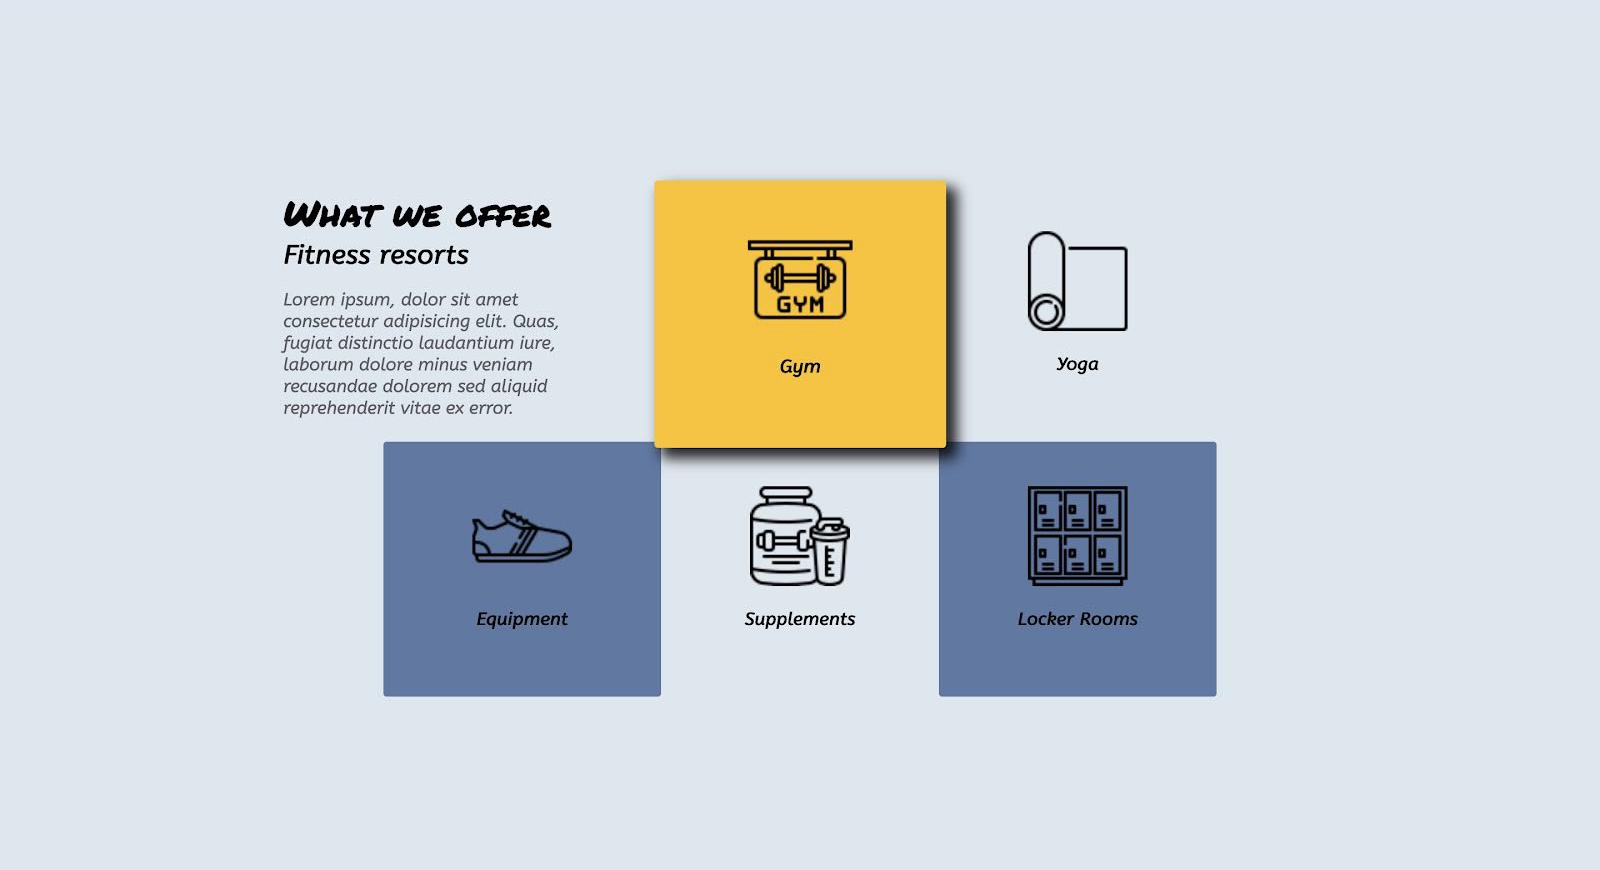 What we offer
Fitness resorts
Lorem ipsum, dolor sit amet
consectetur adipisicing elit. Quas,
fugiat distinctio laudantium iure,
laborum dolore minus veniam
recusandae dolorem sed aliquid
reprehenderit vitae ex error.
GYM
Gym
Yoga
Equipment
Supplements
Locker Rooms